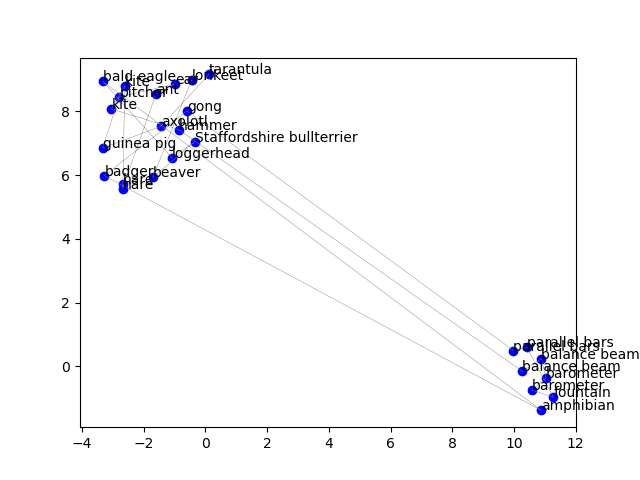 tarantula
bald eagle
kite
ear
lorikeet
pitcher
ant
kite
gong
axolotl
hammer
Staffordshire bullterrier
guinea pig
loggerhead
badger
beaver
hare
hare
parallel bars
parallel bars
balance beam
balance beam
barometer
barometer
fountain
amphibian
8
6
4
2
0
−4
−2
0
2
4
6
8
10
12